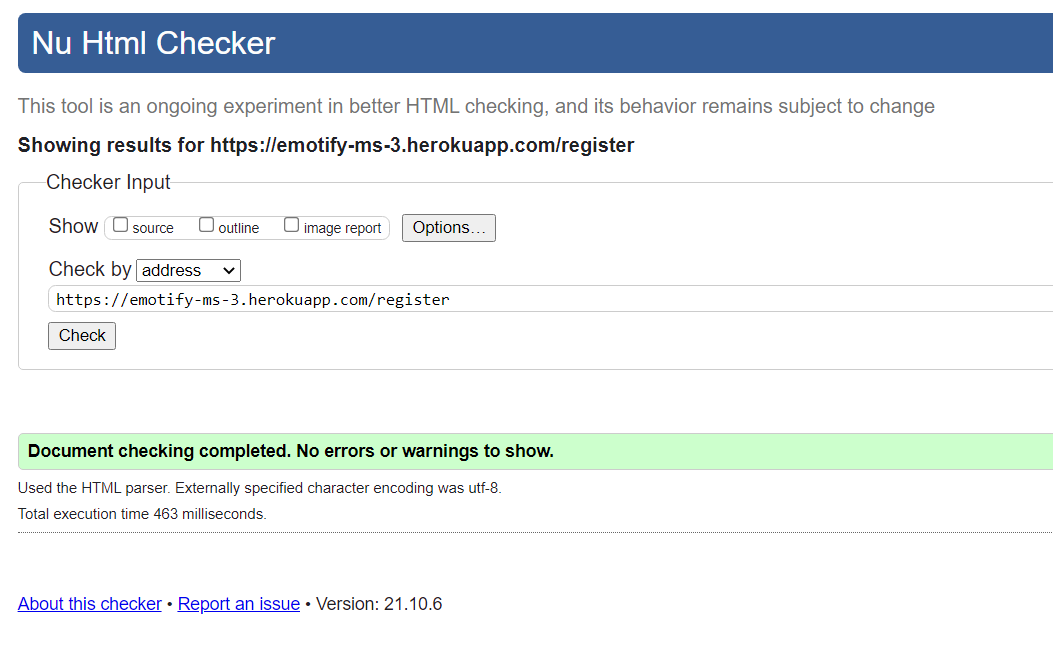 Nu Html Checker
This tool is an ongoing experiment in better HTML checking, and its behavior remains subject to change
Showing results for https://emotify-ms-3.herokuapp.com/register
Checker Input
Show source outline image report Options...
Check by address
https://emotify-ms-3.herokuapp.com/register
Check
Document checking completed. No errors or warnings to show.
Used the HTML parser. Externally specified character encoding was utf-8.
Total execution time 463 milliseconds.
About this checker • Report an issue • Version: 21.10.6